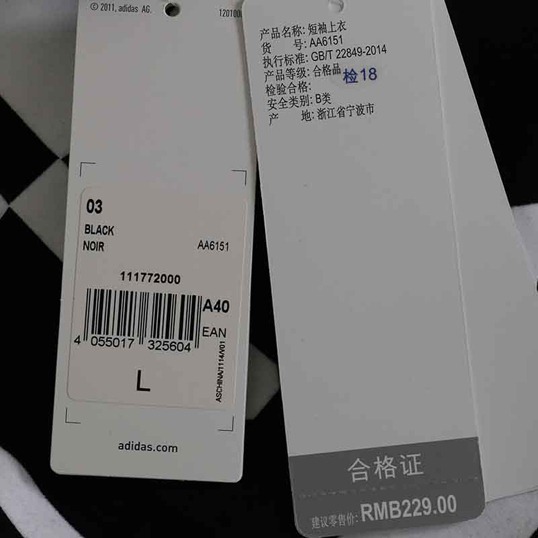 © 2011, adidas AG.
03
BLACK
NOIR AA6151
111772000
A40
EAN
4 055017 325604
L
ASCHINA/1114/V01
adidas.com
产品名称: 短袖上衣
货 号: AA6151
执行标准: GB/T 22849-2014
产品等级: 合格品
检验合格: 检18
安全类别: B类
产 地: 浙江省宁波市
合格证
建议零售价: RMB229.00